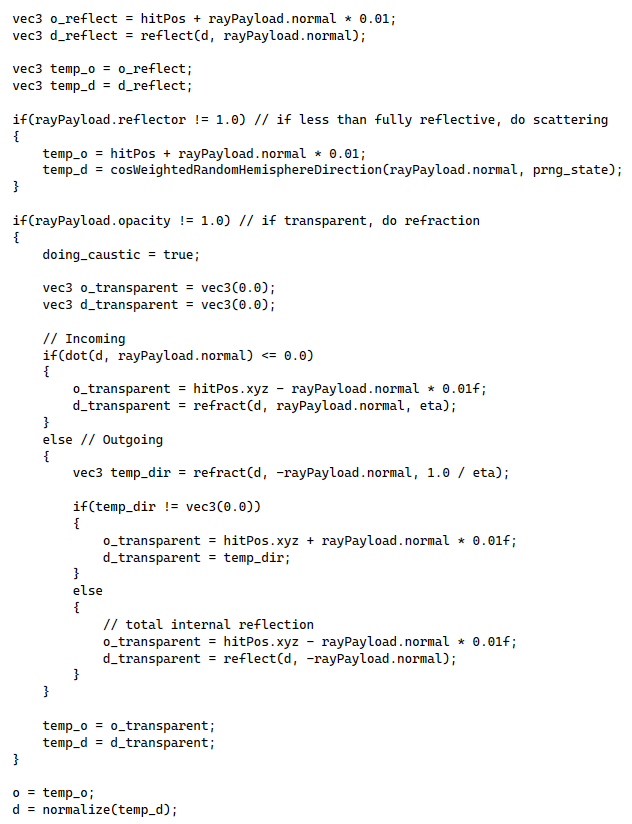 vec3 o_reflect = hitPos + rayPayload.normal * 0.01;
vec3 d_reflect = reflect(d, rayPayload.normal);

vec3 temp_o = o_reflect;
vec3 temp_d = d_reflect;

if(rayPayload.reflector != 1.0) // if less than fully reflective, do scattering
{
    temp_o = hitPos + rayPayload.normal * 0.01;
    temp_d = cosWeightedRandomHemisphereDirection(rayPayload.normal, prng_state);
}

if(rayPayload.opacity != 1.0) // if transparent, do refraction
{
    doing_caustic = true;

    vec3 o_transparent = vec3(0.0);
    vec3 d_transparent = vec3(0.0);

    // Incoming
    if(dot(d, rayPayload.normal) <= 0.0)
    {
        o_transparent = hitPos.xyz - rayPayload.normal * 0.01f;
        d_transparent = refract(d, rayPayload.normal, eta);
    }
    else // Outgoing
    {
        vec3 temp_dir = refract(d, -rayPayload.normal, 1.0 / eta);

        if(temp_dir != vec3(0.0))
        {
            o_transparent = hitPos.xyz + rayPayload.normal * 0.01f;
            d_transparent = temp_dir;
        }
        else
        {
            // total internal reflection
            o_transparent = hitPos.xyz - rayPayload.normal * 0.01f;
            d_transparent = reflect(d, -rayPayload.normal);
        }
    }

    temp_o = o_transparent;
    temp_d = d_transparent;
}

o = temp_o;
d = normalize(temp_d);